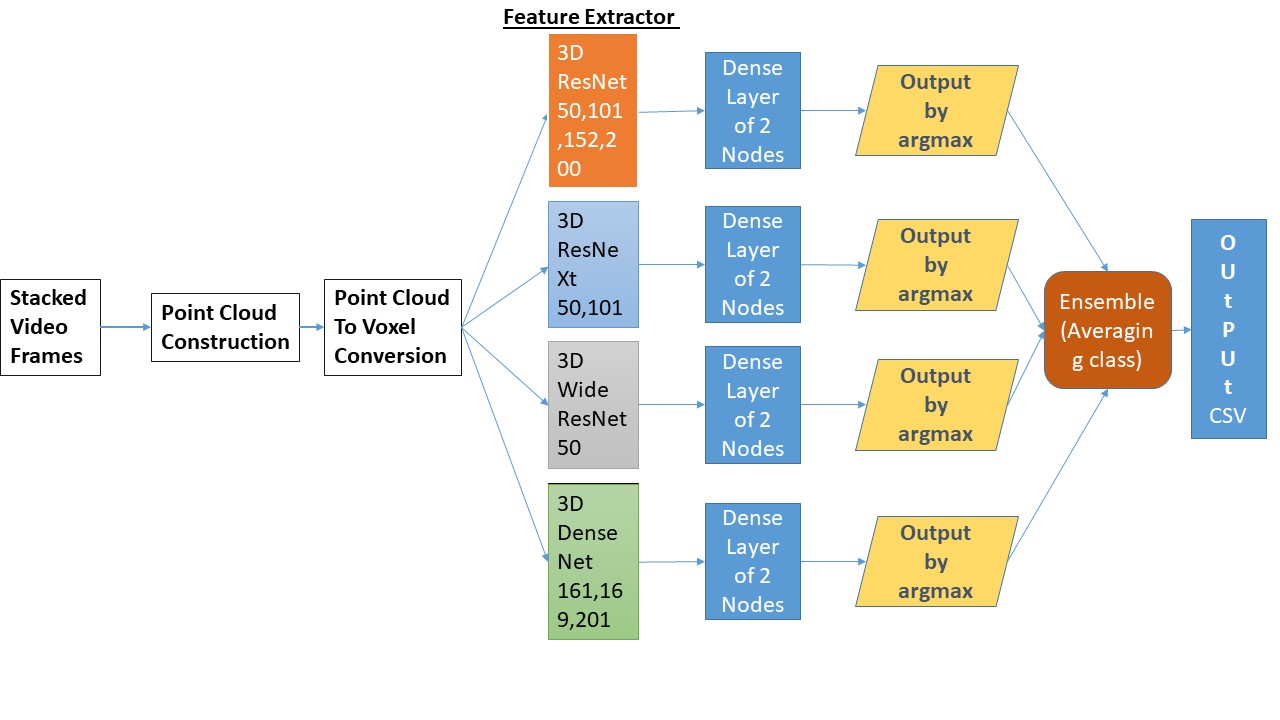 Feature Extractor
Stacked
Video
Frames
Point Cloud
Construction
Point Cloud
To Voxel
Conversion
3D
ResNet
50,101
,152,2
00
Dense
Layer
of 2
Nodes
Output
by
argmax
3D
ResNe
Xt
50,101
Dense
Layer
of 2
Nodes
Output
by
argmax
3D
Wide
ResNet
50
Dense
Layer
of 2
Nodes
Output
by
argmax
3D
Dense
Net
161,16
9,201
Dense
Layer
of 2
Nodes
Output
by
argmax
Ensemble
(Averagin
g class)
O
U
t
P
U
t
CSV